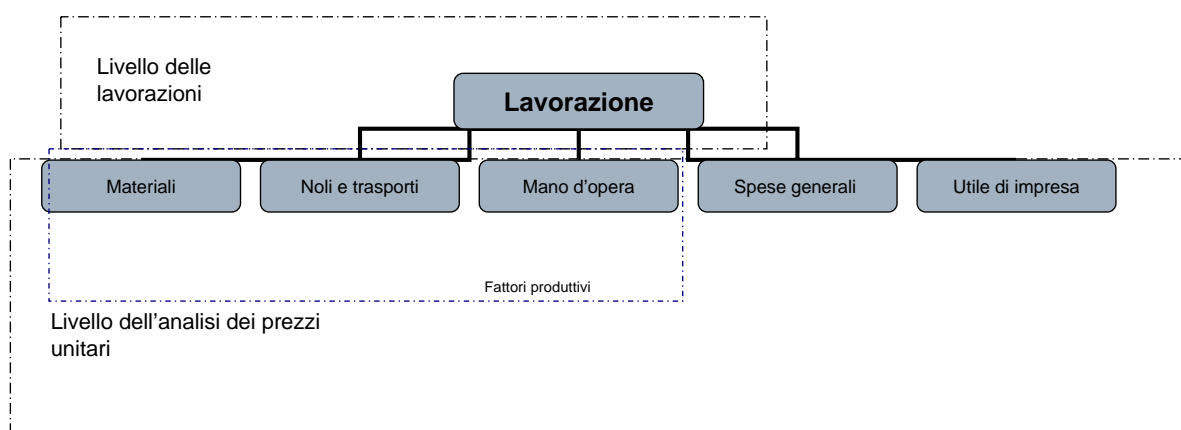 Livello delle
lavorazioni
Lavorazione
Materiali
Noli e trasporti
Mano d’opera
Spese generali
Utile di impresa
Fattori produttivi
Livello dell’analisi dei prezzi
unitari